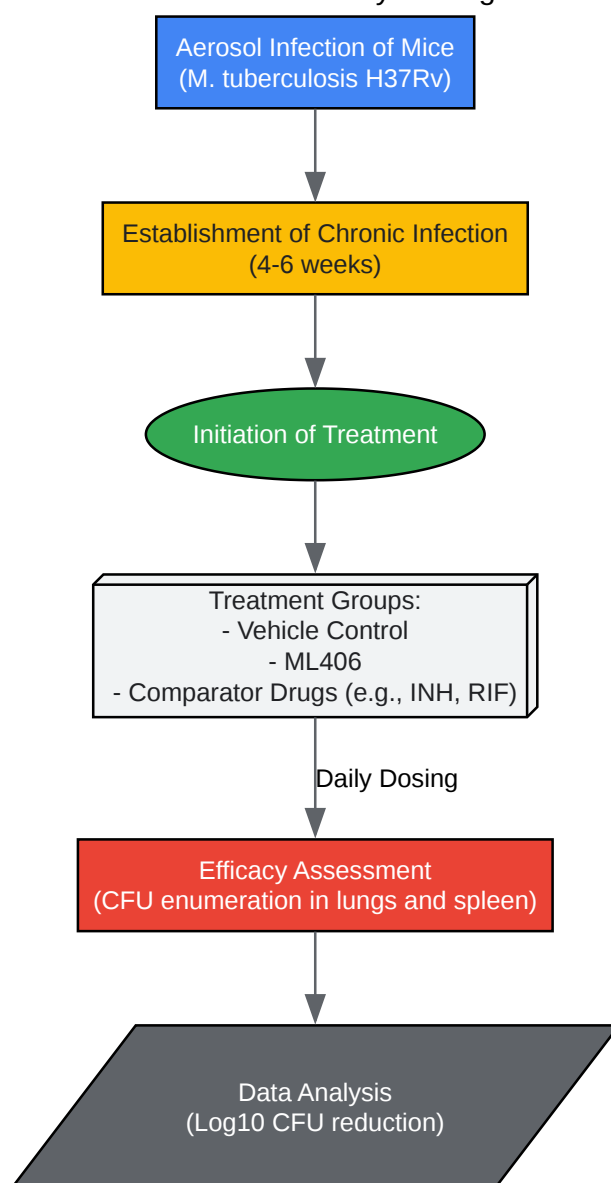 Aerosol Infection of Mice
(M. tuberculosis H37Rv)
Establishment of Chronic Infection
(4-6 weeks)
Initiation of Treatment
Treatment Groups:
- Vehicle Control
- ML406
- Comparator Drugs (e.g., INH, RIF)
Daily Dosing
Efficacy Assessment
(CFU enumeration in lungs and spleen)
Data Analysis
(Log10 CFU reduction)